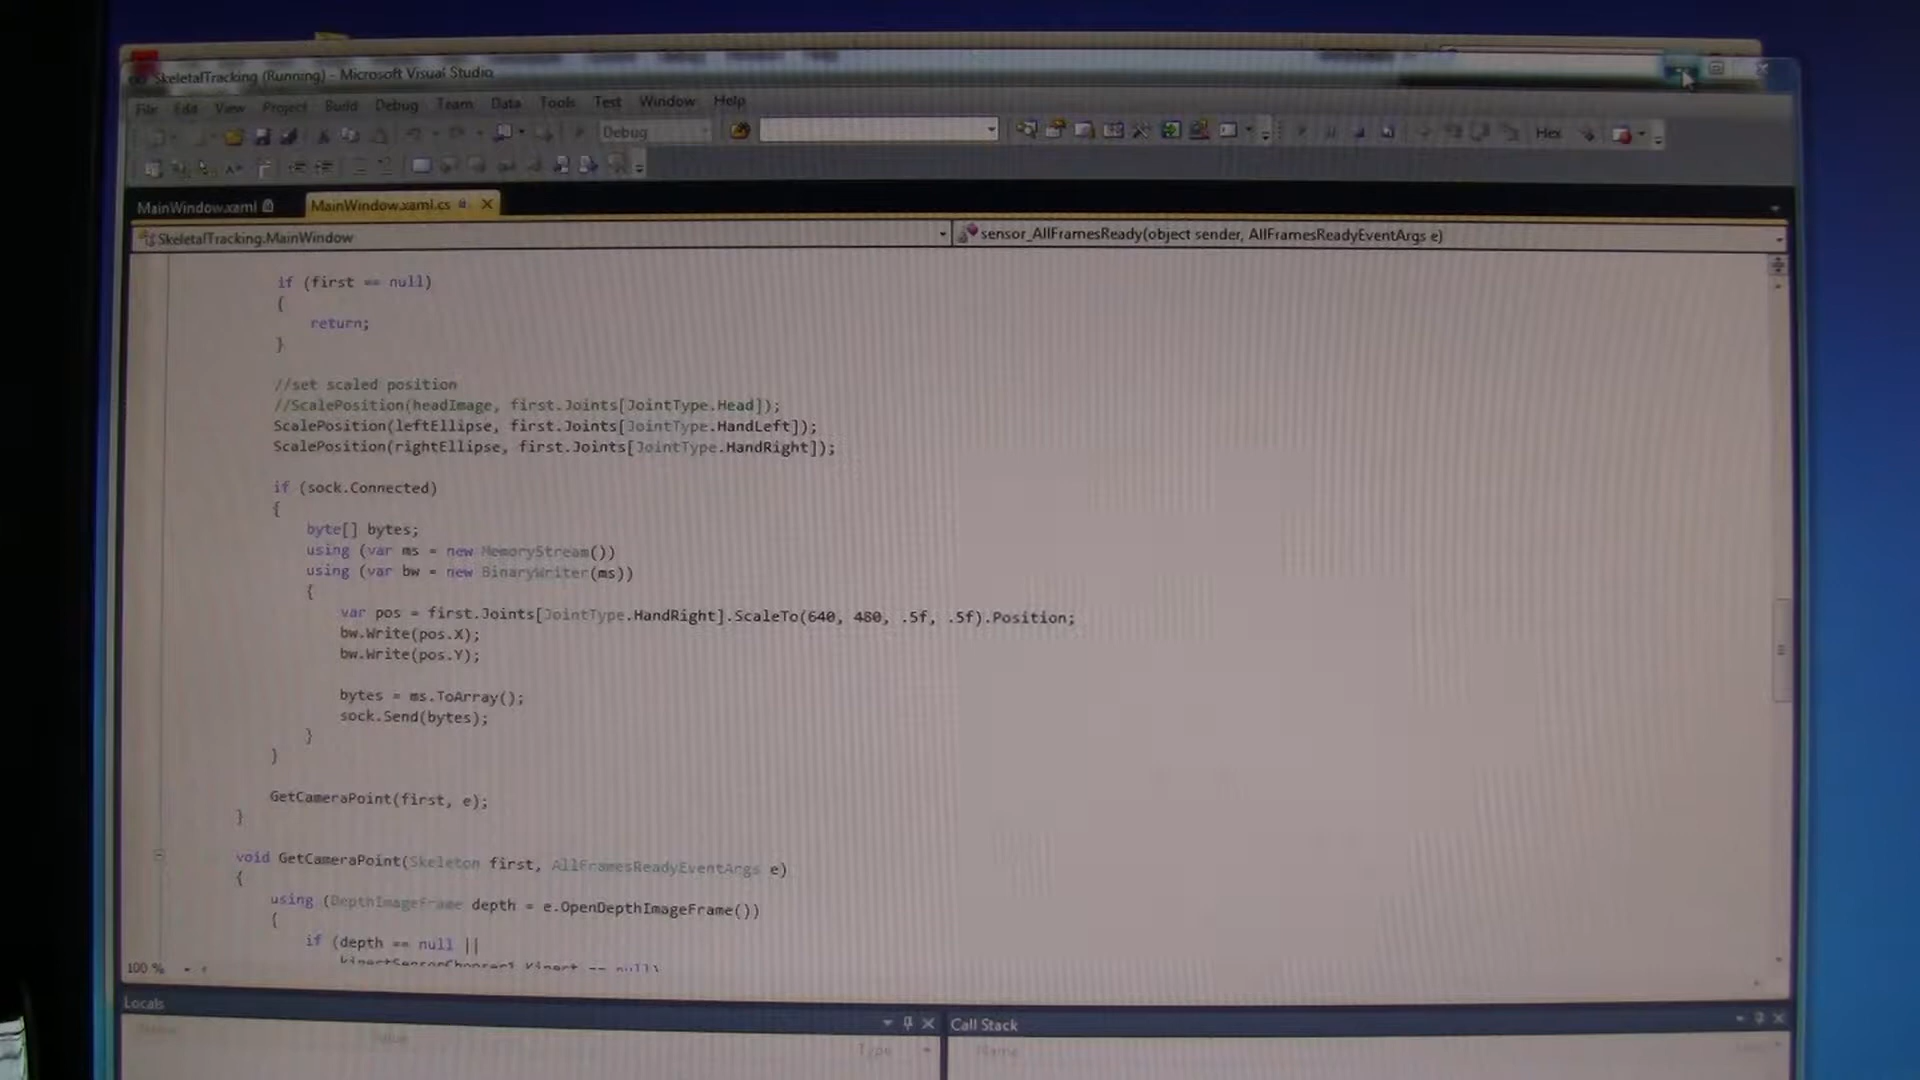 SkeletalTracking (Running) - Microsoft Visual Studio
File Edit View Project Build Debug Team Data Tools Test Window Help
Debug
Hex
MainWindow.xaml
MainWindow.xaml.cs
SkeletalTracking.MainWindow
sensor_AllFramesReady(object sender, AllFramesReadyEventArgs e)
if (first == null)
{
return;
}
//set scaled position
//ScalePosition(headImage, first.Joints[JointType.Head]);
ScalePosition(leftEllipse, first.Joints[JointType.HandLeft]);
ScalePosition(rightEllipse, first.Joints[JointType.HandRight]);
if (sock.Connected)
{
byte[] bytes;
using (var ms = new MemoryStream())
using (var bw = new BinaryWriter(ms))
{
var pos = first.Joints[JointType.HandRight].ScaleTo(640, 480, .5f, .5f).Position;
bw.Write(pos.X);
bw.Write(pos.Y);
bytes = ms.ToArray();
sock.Send(bytes);
}
}
GetCameraPoint(first, e);
}
void GetCameraPoint(Skeleton first, AllFramesReadyEventArgs e)
{
using (DepthImageFrame depth = e.OpenDepthImageFrame())
{
if (depth == null ||
100 %
Locals
Call Stack
Name
Value
Type
Name